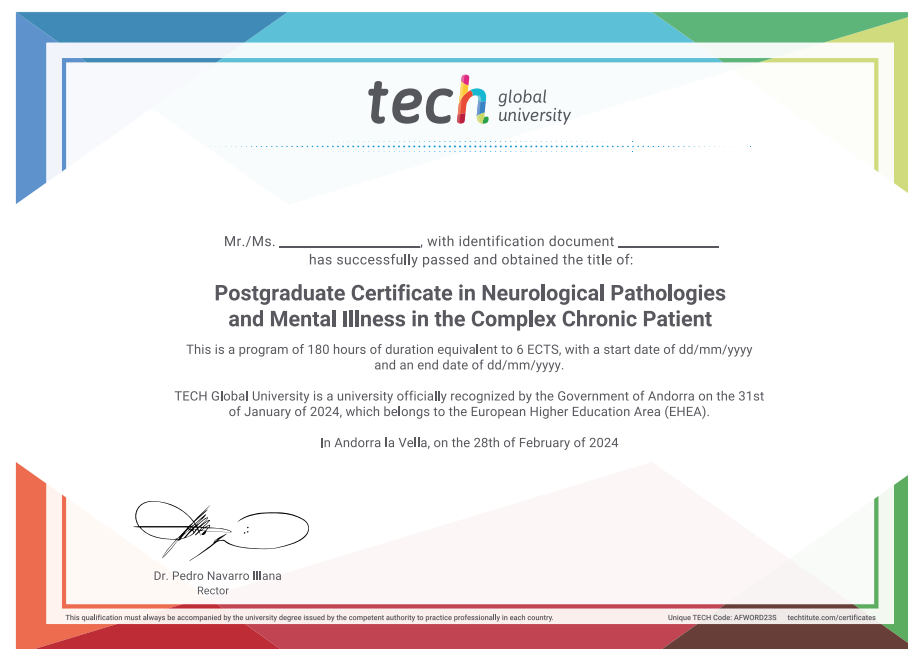 tech global
university
Mr./Ms. ____________________, with identification document ______________
has successfully passed and obtained the title of:
Postgraduate Certificate in Neurological Pathologies
and Mental Illness in the Complex Chronic Patient
This is a program of 180 hours of duration equivalent to 6 ECTS, with a start date of dd/mm/yyyy
and an end date of dd/mm/yyyy.
TECH Global University is a university officially recognized by the Government of Andorra on the 31st
of January of 2024, which belongs to the European Higher Education Area (EHEA).
In Andorra la Vella, on the 28th of February of 2024
Dr. Pedro Navarro Illana
Rector
This qualification must always be accompanied by the university degree issued by the competent authority to practice professionally in each country.
Unique TECH Code: AFWORD23S techtitute.com/certificates